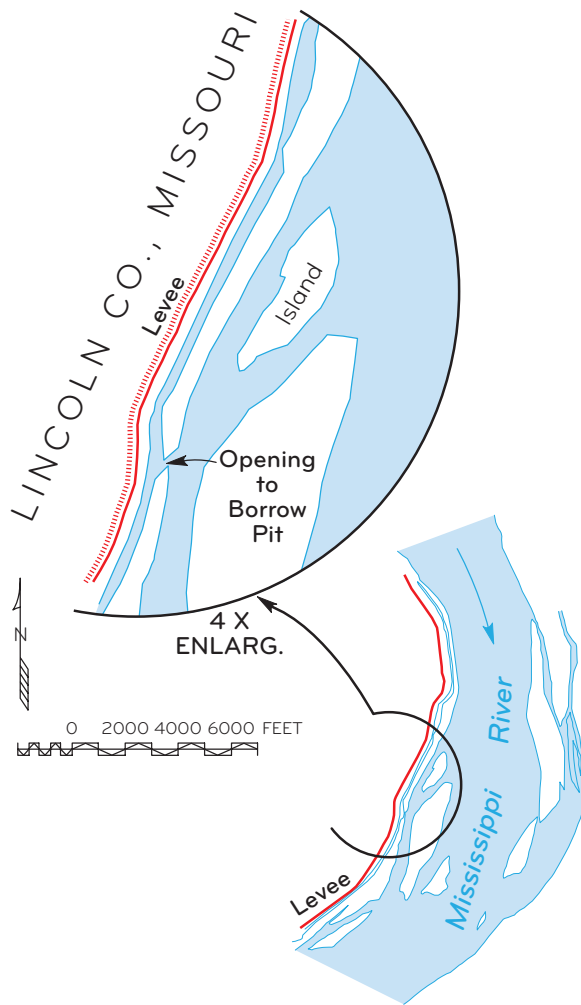 LINCOLN CO., MISSOURI
Levee
Island
Opening
to
Borrow
Pit
4 X
ENLARG.
N
0 2000 4000 6000 FEET
Mississippi River
Levee